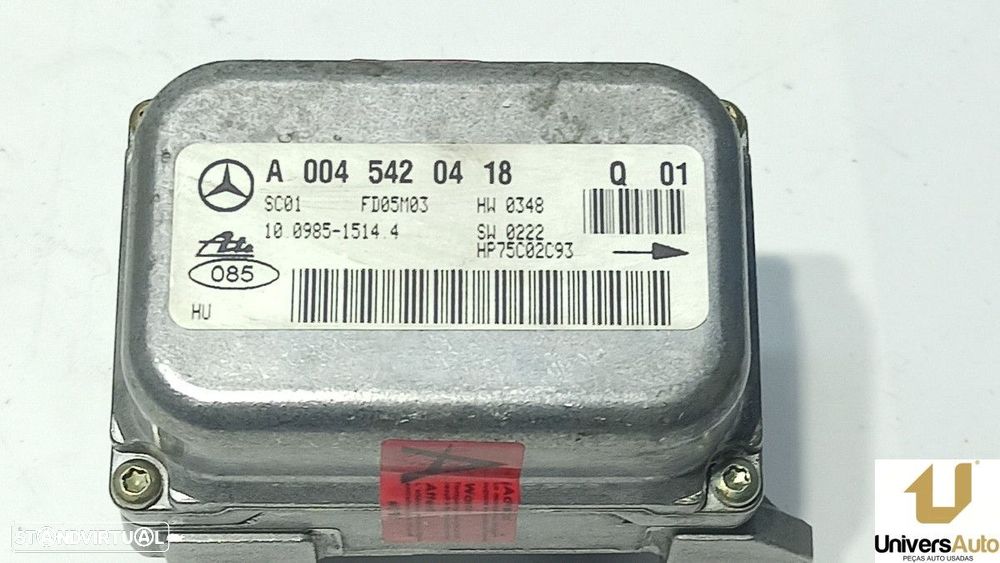 A 004 542 04 18 Q 01
SC01 FD05M03 HW 0348
10.0985-1514.4 SW 0222
HP75C02C93
Ate
085
HU
A
STANDVIRTUAL
UniversAuto
PEÇAS AUTO USADAS